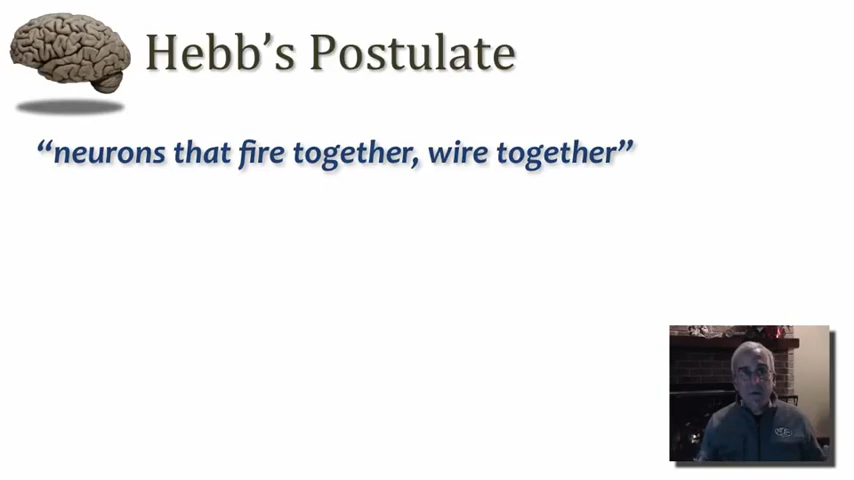 Hebb’s Postulate
“neurons that fire together, wire together”